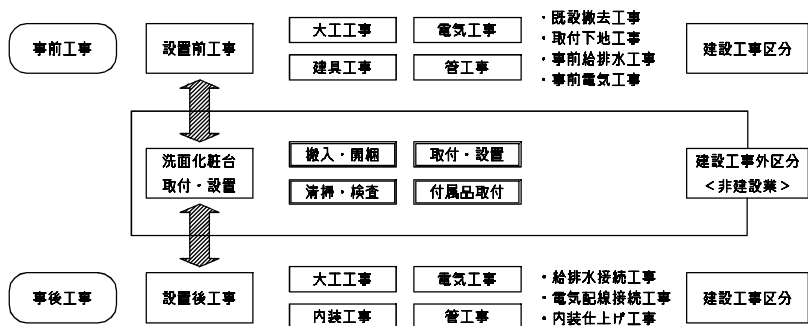 事前工事
設置前工事
大工工事
電気工事
建具工事
管工事
・既設撤去工事
・取付下地工事
・事前給排水工事
・事前電気工事
建設工事区分
洗面化粧台
取付・設置
搬入・開梱
取付・設置
清掃・検査
付属品取付
建設工事外区分
<非建設業>
事後工事
設置後工事
大工工事
電気工事
内装工事
管工事
・給排水接続工事
・電気配線接続工事
・内装仕上げ工事
建設工事区分